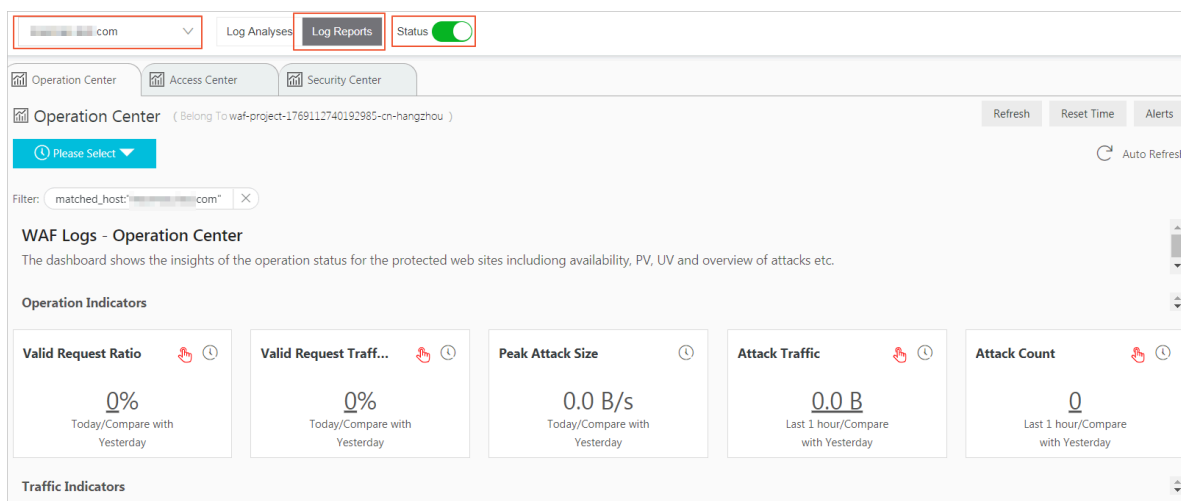 com
Log Analyses
Log Reports
Status
Operation Center
Access Center
Security Center
Operation Center ( Belong To waf-project-1769112740192985-cn-hangzhou )
Refresh
Reset Time
Alerts
Please Select
Auto Refresh
Filter: matched_host:" com"
WAF Logs - Operation Center
The dashboard shows the insights of the operation status for the protected web sites includiong availability, PV, UV and overview of attacks etc.
Operation Indicators
Valid Request Ratio
0%
Today/Compare with
Yesterday
Valid Request Traff...
0%
Today/Compare with
Yesterday
Peak Attack Size
0.0 B/s
Today/Compare with
Yesterday
Attack Traffic
0.0 B
Last 1 hour/Compare
with Yesterday
Attack Count
0
Last 1 hour/Compare
with Yesterday
Traffic Indicators